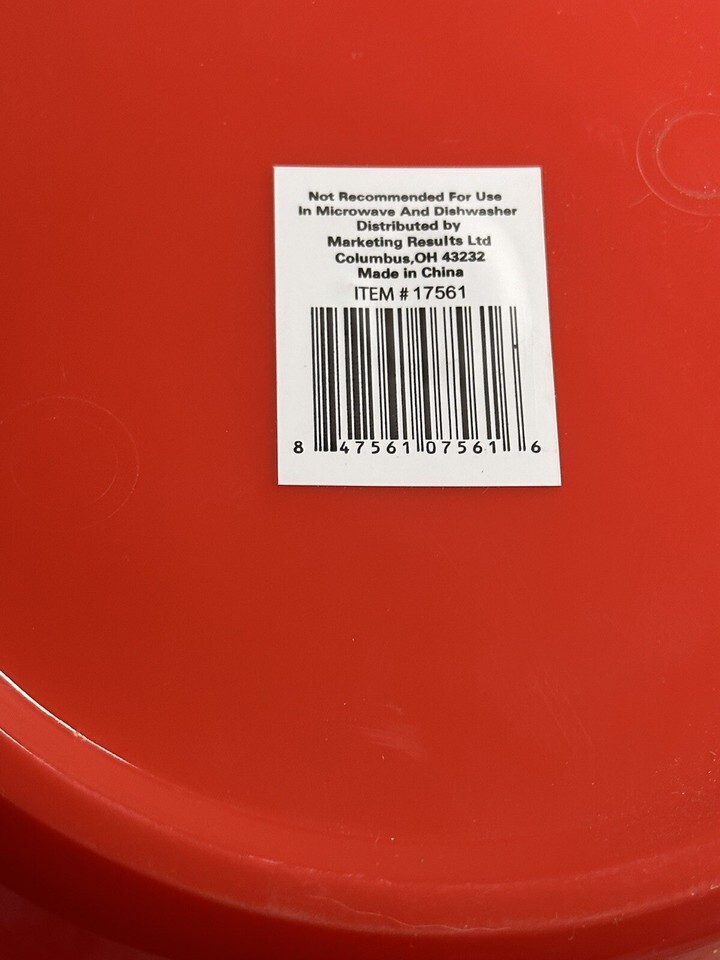 Not Recommended For Use
In Microwave And Dishwasher
Distributed by
Marketing Results Ltd
Columbus,OH 43232
Made in China
ITEM # 17561
8 47561 07561 6